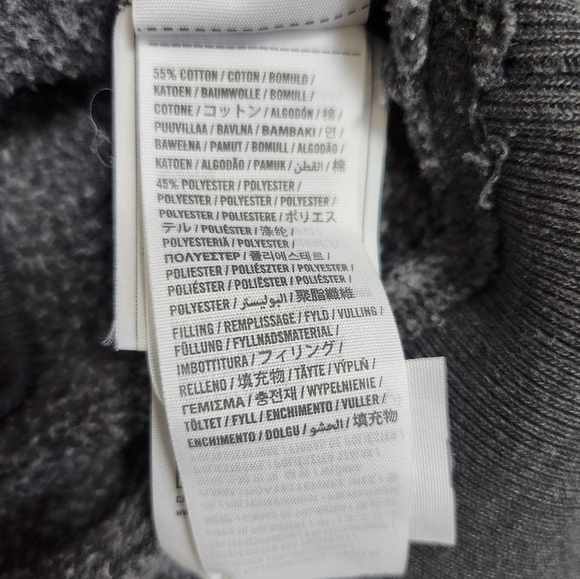 55% COTTON / COTON / BOMULD /
KATOEN / BAUMWOLLE / BOMULL /
COTONE / コットン / ALGODÓN / 棉 /
PUUVILLAA / BAVLNA / ΒΑΜΒΑΚΙ / 면 /
BAWEŁNA / PAMUT / BOMULL / ALGODÃO /
KATOEN / ALGODÃO / PAMUK / القطن / 棉
45% POLYESTER / POLYESTER /
POLYESTER / POLYESTER / POLYESTER /
POLYESTER / POLIESTERE / ポリエス
テル / POLIÉSTER / 涤纶 /
POLYESTERIÄ / POLYESTER /
ΠΟΛΥΕΣΤΕΡ / 폴리에스테르 /
POLIESTER / POLIÉSZTER / POLYESTER /
POLIÉSTER / POLYESTER / POLIÉSTER /
POLYESTER / البوليستر / 聚脂纖維
FILLING / REMPLISSAGE / FYLD / VULLING /
FÜLLUNG / FYLLNADSMATERIAL /
IMBOTTITURA / フィリング /
RELLENO / 填充物 / TÄYTE / VÝPLŇ /
ΓΕΜΙΣΜΑ / 충전재 / WYPEŁNIENIE /
TÖLTET / FYLL / ENCHIMENTO / VULLER /
ENCHIMENTO / DOLGU / الحشو / 填充物